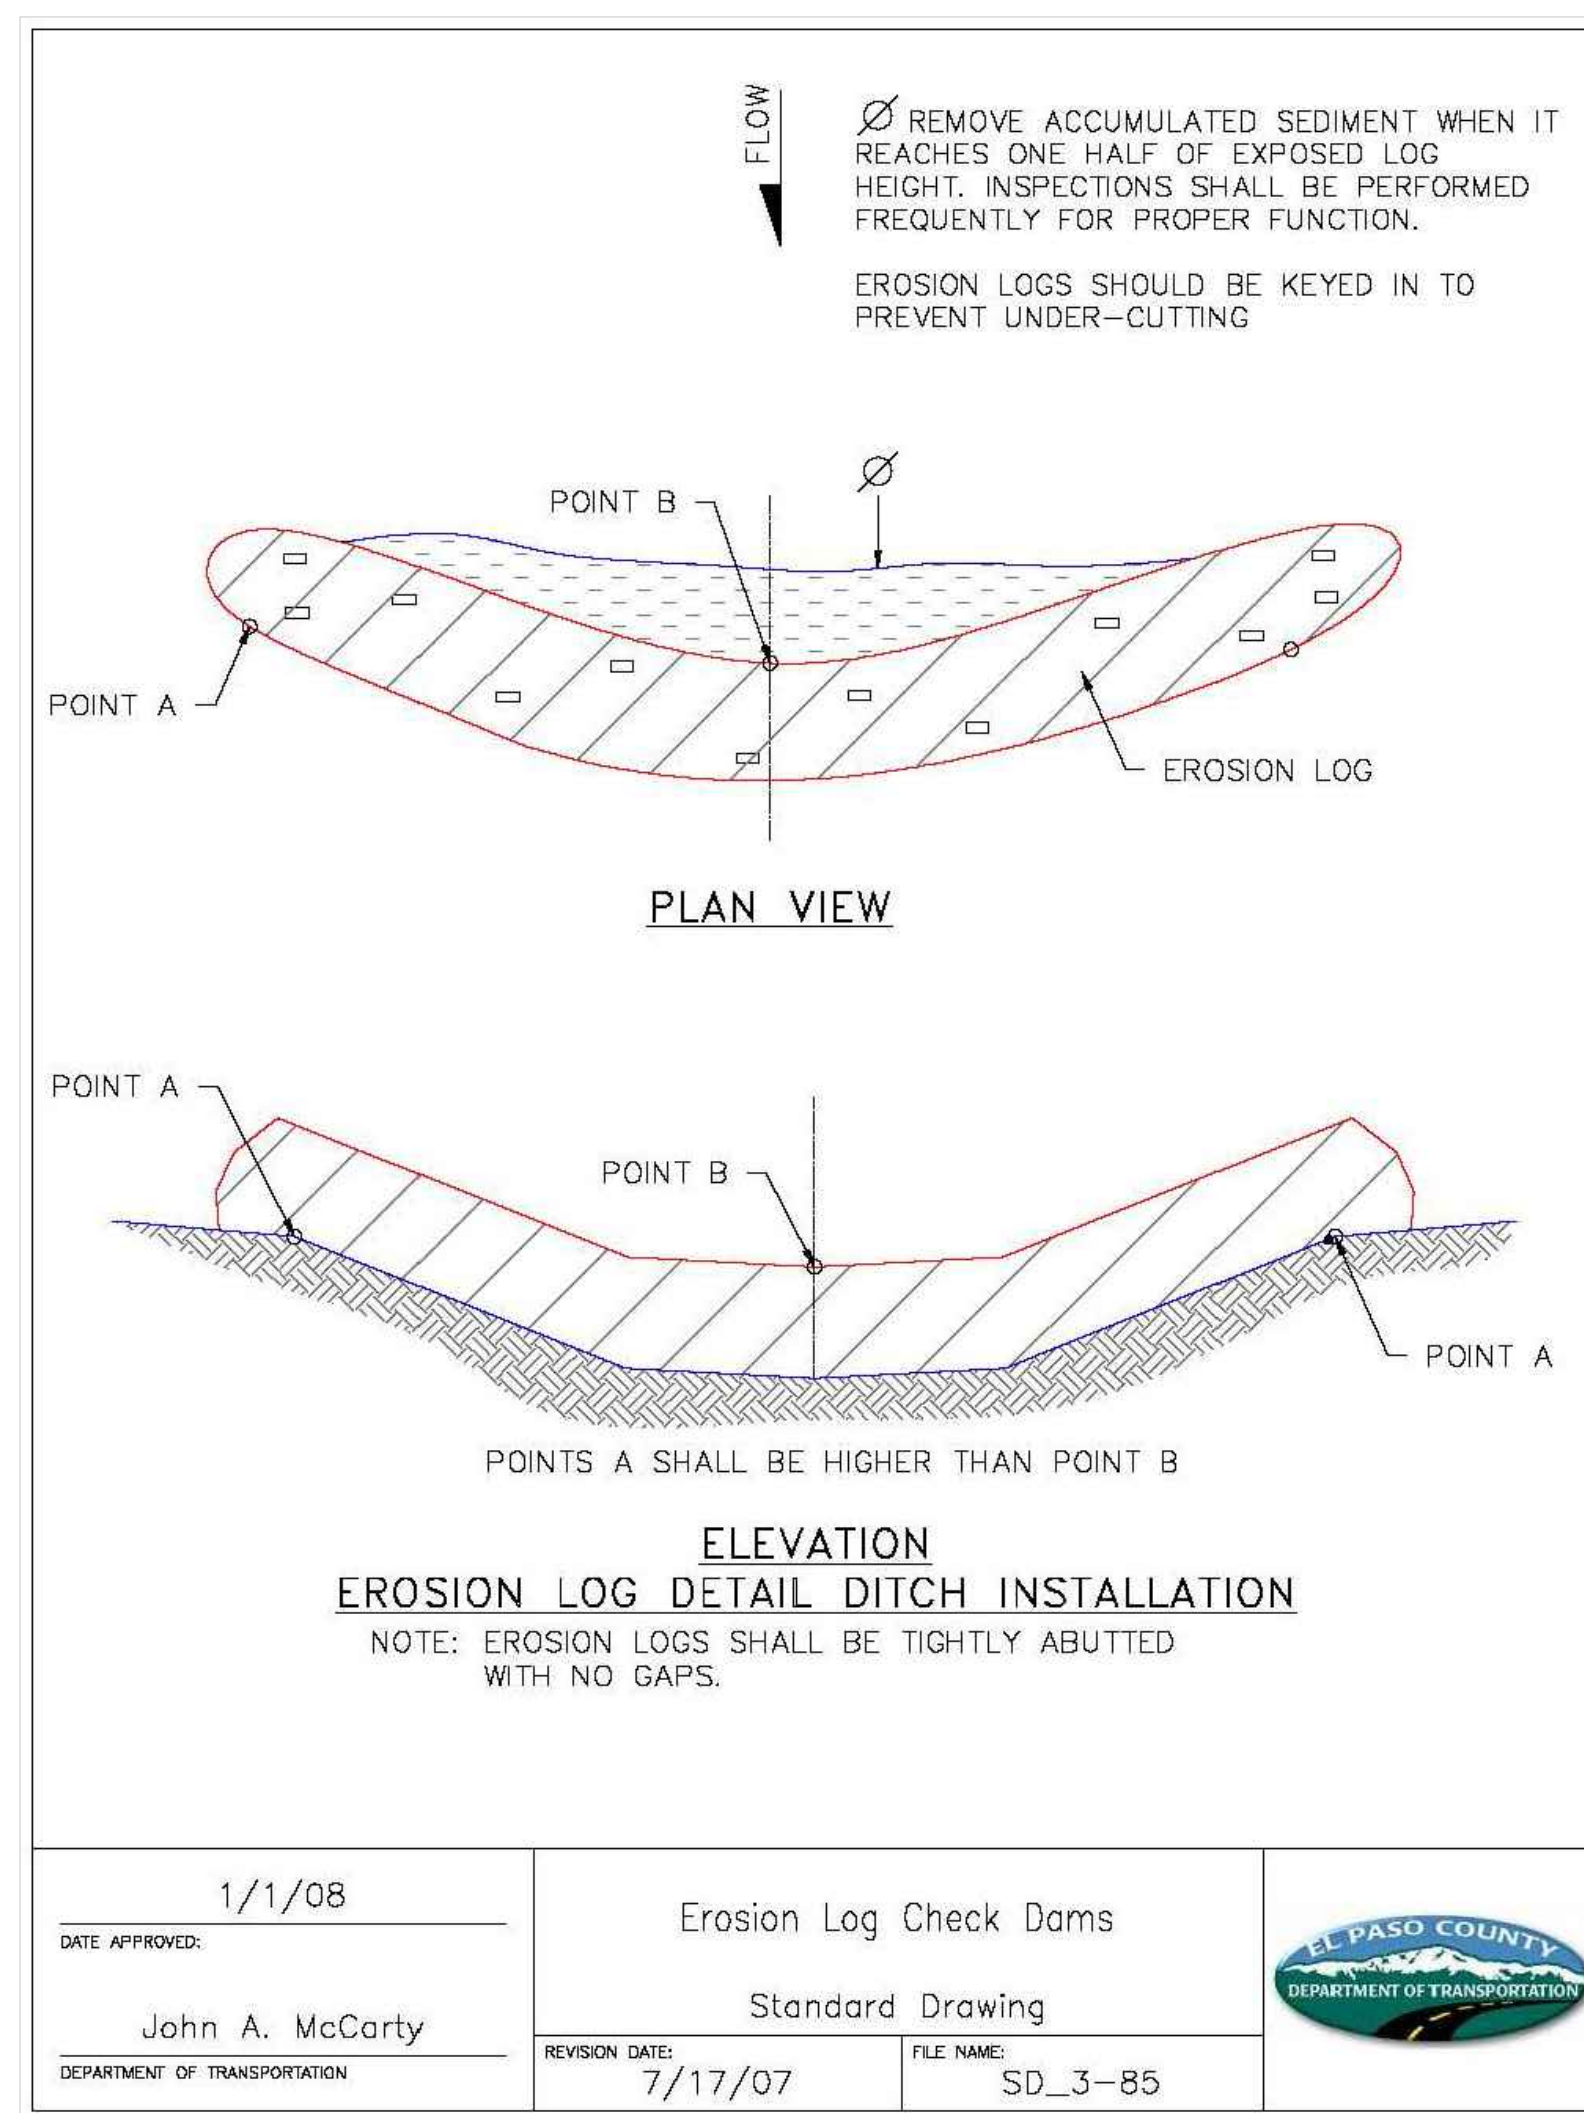 FLOW
Ø REMOVE ACCUMULATED SEDIMENT WHEN IT
REACHES ONE HALF OF EXPOSED LOG
HEIGHT. INSPECTIONS SHALL BE PERFORMED
FREQUENTLY FOR PROPER FUNCTION.
EROSION LOGS SHOULD BE KEYED IN TO
PREVENT UNDER-CUTTING
Ø
POINT B
POINT A
EROSION LOG
PLAN VIEW
POINT A
POINT B
POINT A
POINTS A SHALL BE HIGHER THAN POINT B
ELEVATION
EROSION LOG DETAIL DITCH INSTALLATION
NOTE: EROSION LOGS SHALL BE TIGHTLY ABUTTED
WITH NO GAPS.
1/1/08
DATE APPROVED:
John A. McCarty
DEPARTMENT OF TRANSPORTATION
Erosion Log Check Dams
Standard Drawing
REVISION DATE:
7/17/07
FILE NAME:
SD_3-85
EL PASO COUNTY
DEPARTMENT OF TRANSPORTATION